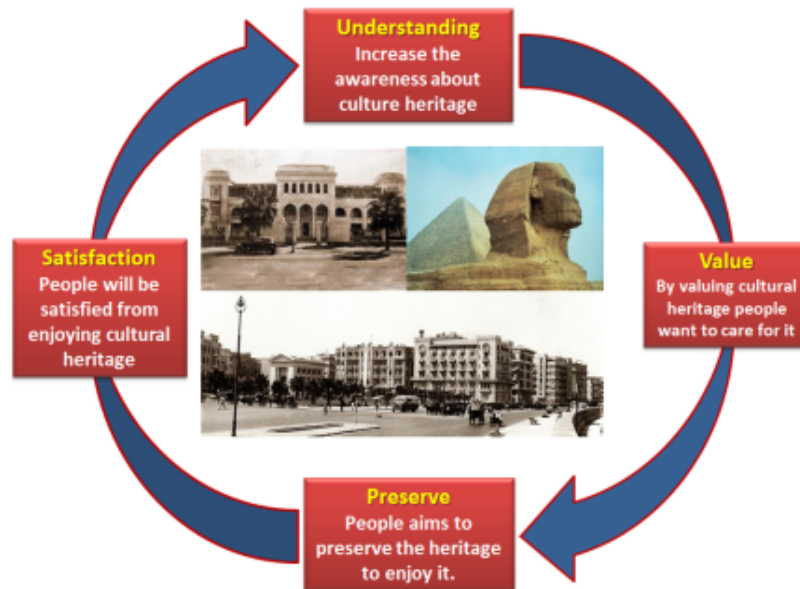 Understanding
Increase the
awareness about
culture heritage
Value
By valuing cultural
heritage people
want to care for it
Preserve
People aims to
preserve the heritage
to enjoy it.
Satisfaction
People will be
satisfied from
enjoying cultural
heritage